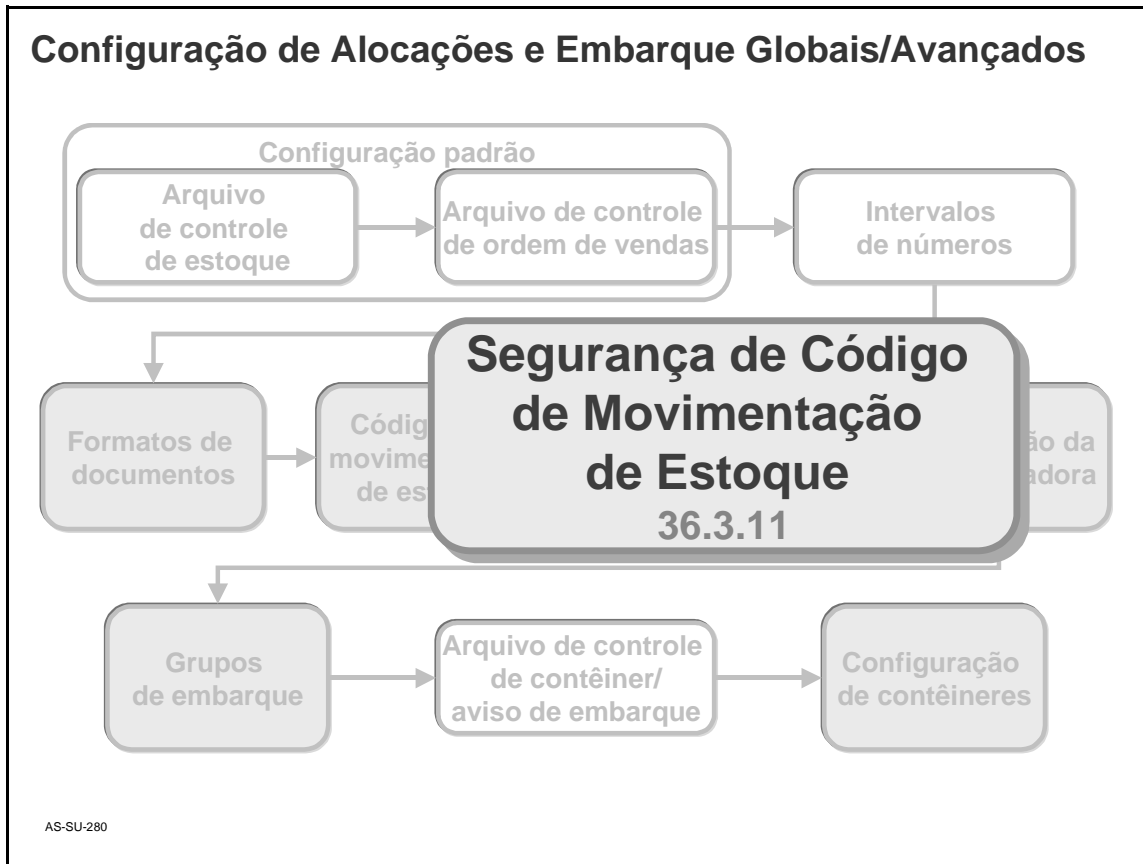 Configuração de Alocações e Embarque Globais/Avançados
Configuração padrão
Arquivo
de controle
de estoque
Arquivo de controle
de ordem de vendas
Intervalos
de números
Formatos de
documentos
de
Segurança de Código
de Movimentação
de Estoque
36.3.11
da
Grupos
de embarque
Arquivo de controle
de contêiner/
aviso de embarque
Configuração
de contêineres
AS-SU-280